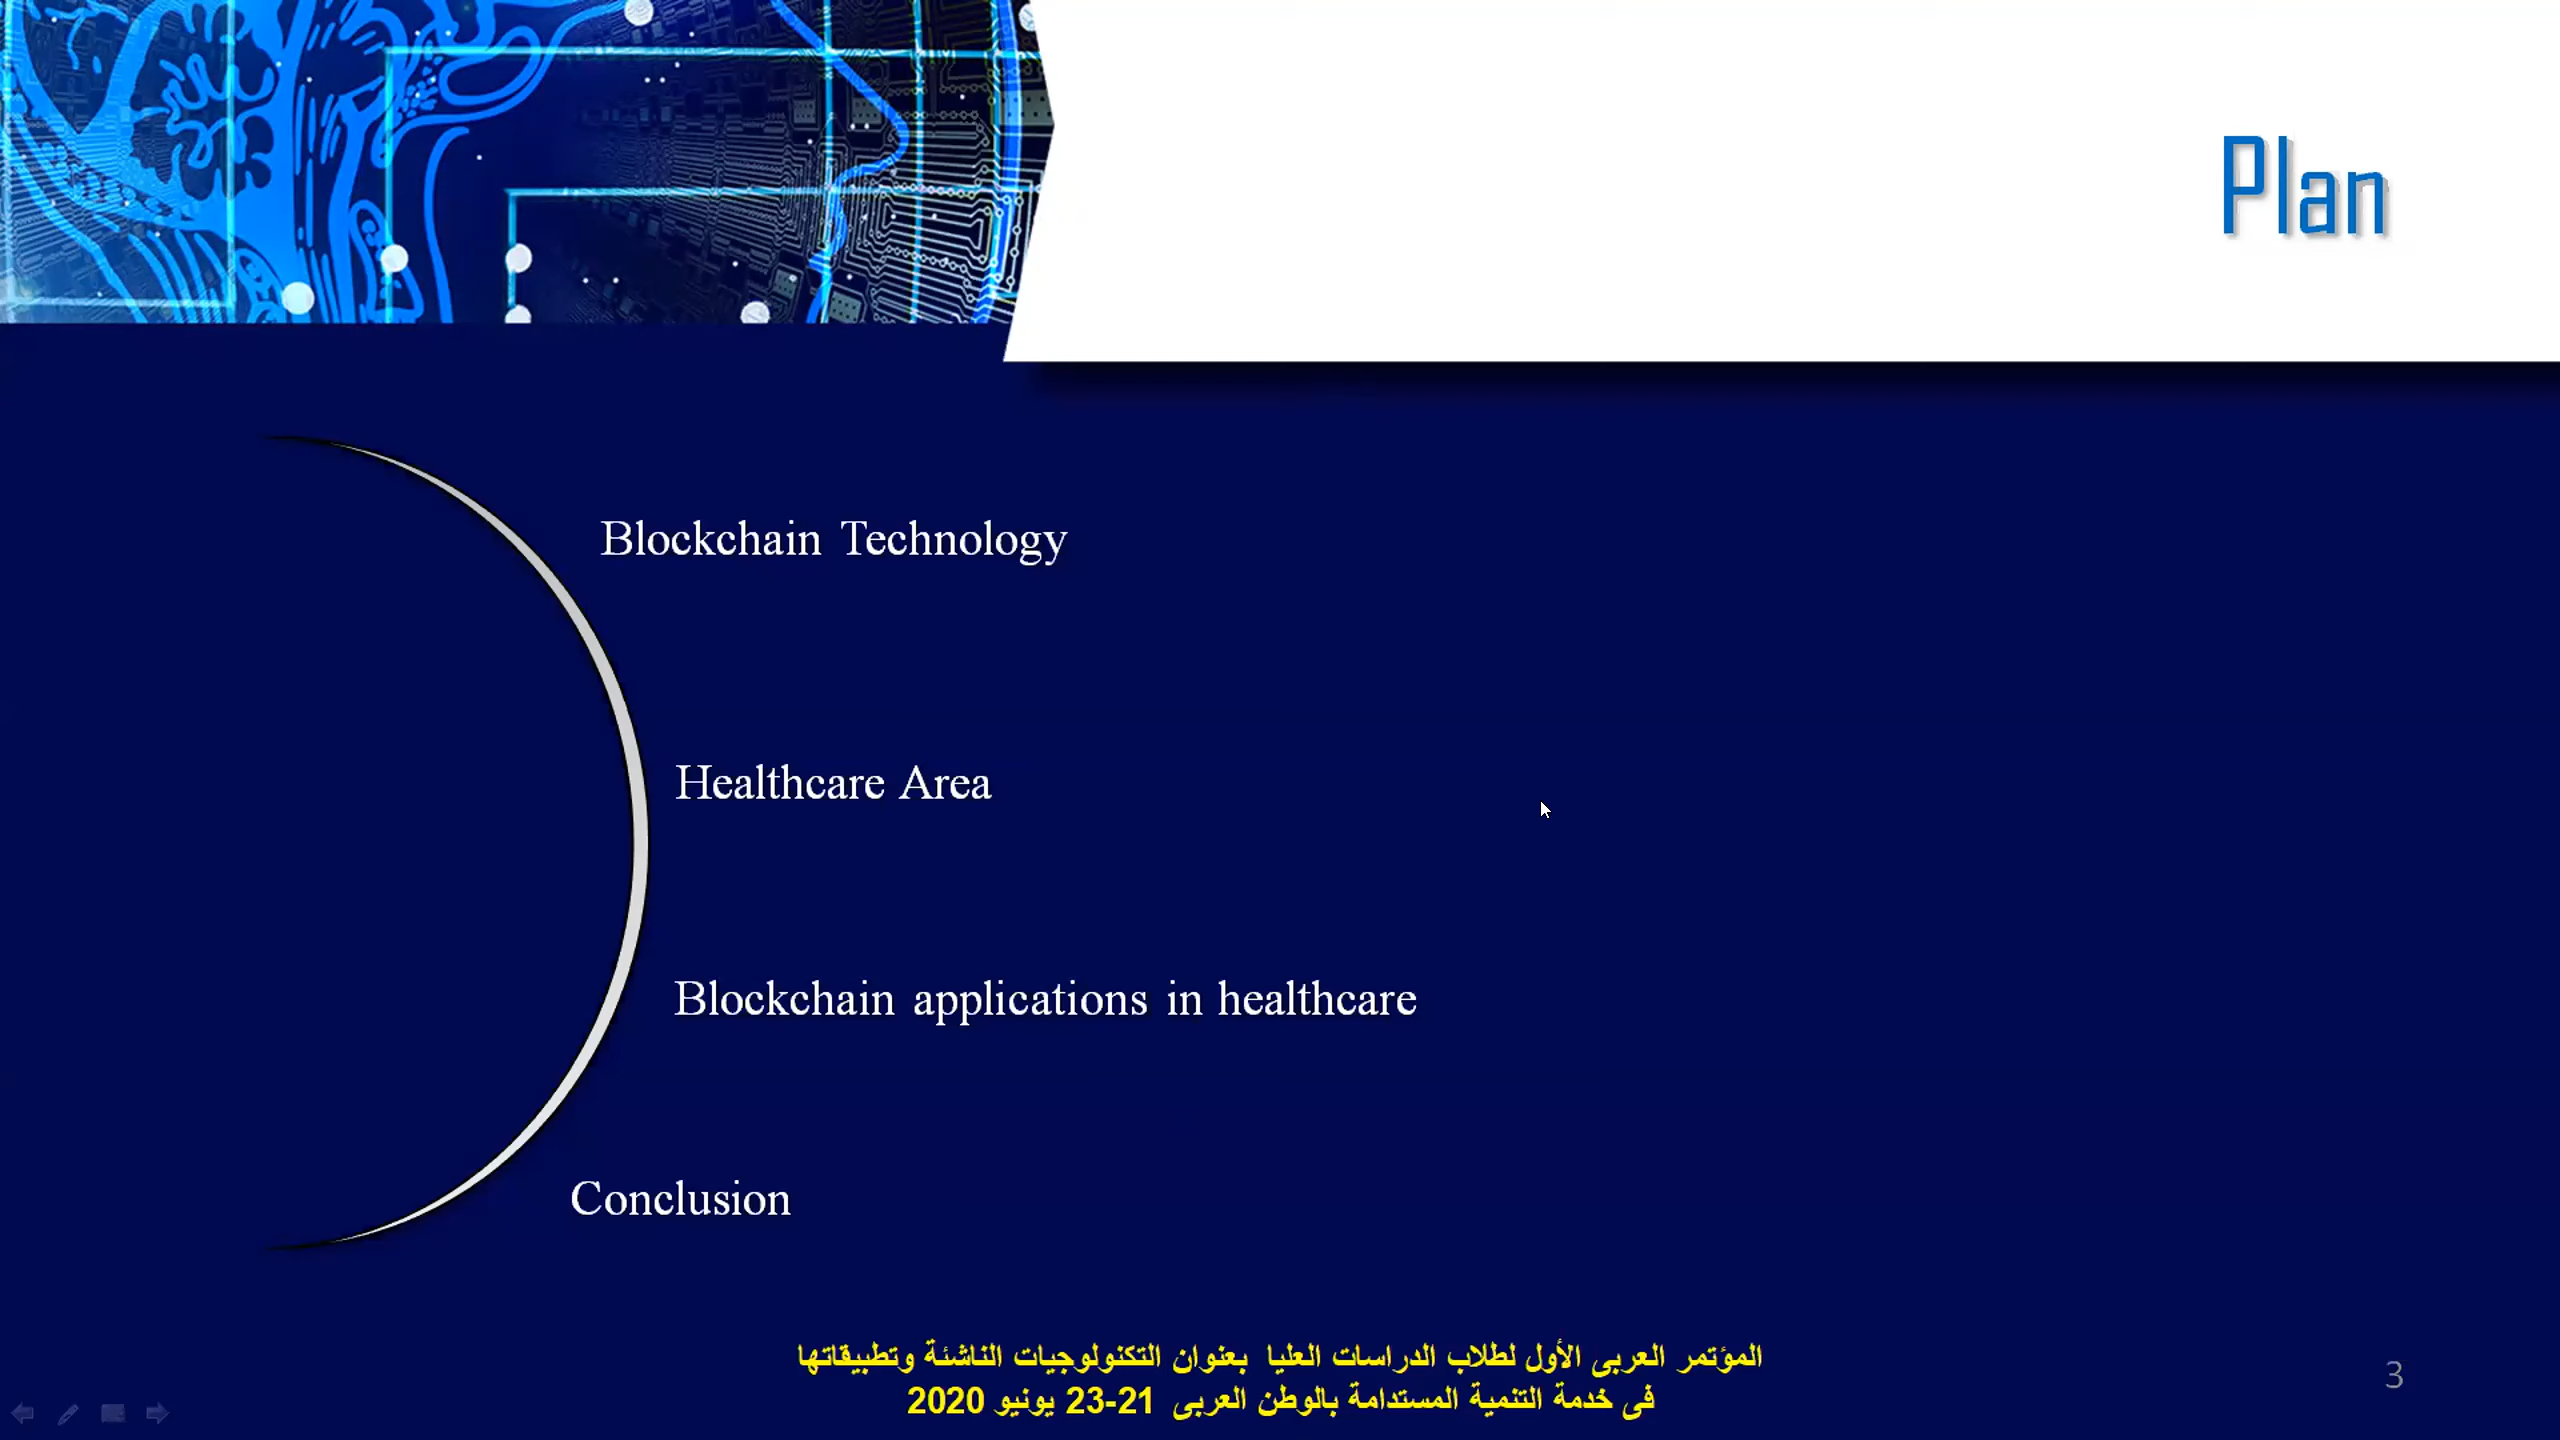 Plan
Blockchain Technology
Healthcare Area
Blockchain applications in healthcare
Conclusion
المؤتمر العربى الأول لطلاب الدراسات العليا بعنوان التكنولوجيات الناشئة وتطبيقاتها
فى خدمة التنمية المستدامة بالوطن العربى 21-23 يونيو 2020
3